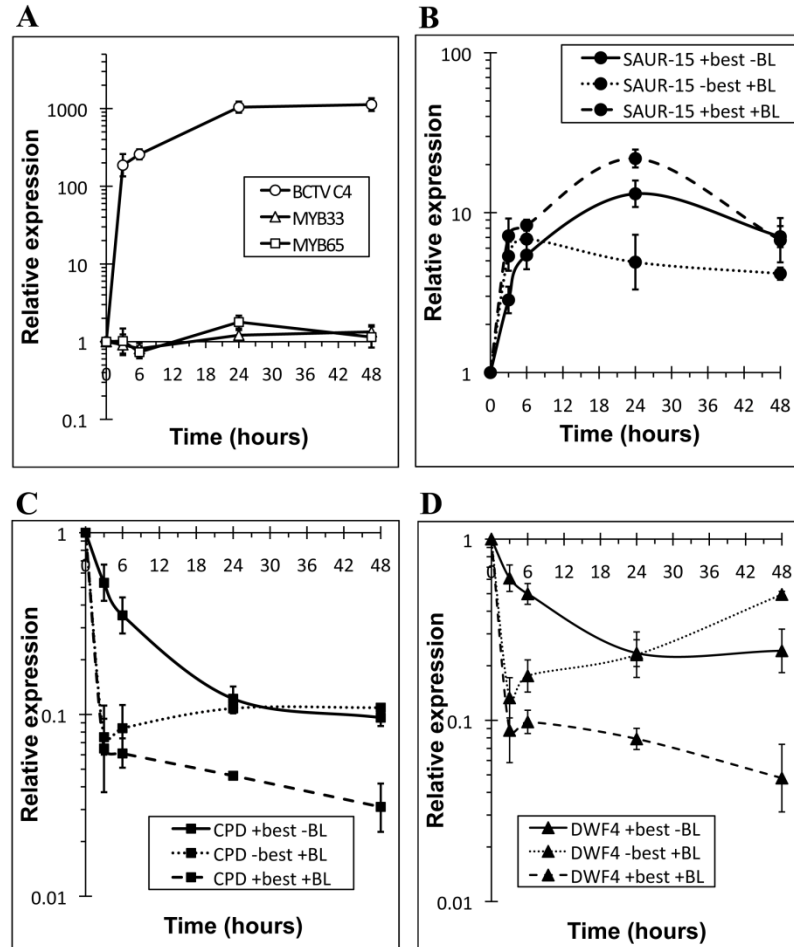 A
Relative expression
1000
100
10
1
0.1
0 6 12 18 24 30 36 42 48
BCTV C4
MYB33
MYB65
Time (hours)
B
Relative expression
100
10
1
0 6 12 18 24 30 36 42 48
SAUR-15 +best -BL
SAUR-15 -best +BL
SAUR-15 +best +BL
Time (hours)
C
Relative expression
1
0.1
0.01
0 6 12 18 24 30 36 42 48
CPD +best -BL
CPD -best +BL
CPD +best +BL
Time (hours)
D
Relative expression
1
0.1
0.01
0 6 12 18 24 30 36 42 48
DWF4 +best -BL
DWF4 -best +BL
DWF4 +best +BL
Time (hours)